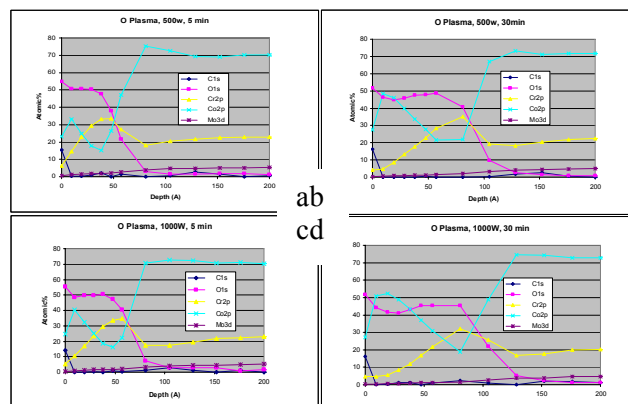 O Plasma, 500w, 5 min
80
70
60
50
40
30
20
10
0
Atomic%
C1s
O1s
Cr2p
Co2p
Mo3d
0 50 100 150 200
Depth (A)
O Plasma, 500w, 30min
80
70
60
50
40
30
20
10
0
Atomic%
C1s
O1s
Cr2p
Co2p
Mo3d
0 50 100 150 200
Depth (A)
ab
cd
O Plasma, 1000W, 5 min
80
70
60
50
40
30
20
10
0
Atomic%
C1s
O1s
Cr2p
Co2p
Mo3d
0 50 100 150 200
Depth (A)
O Plasma, 1000W, 30 min
80
70
60
50
40
30
20
10
0
Atomic%
C1s
O1s
Cr2p
Co2p
Mo3d
0 50 100 150 200
Depth (A)